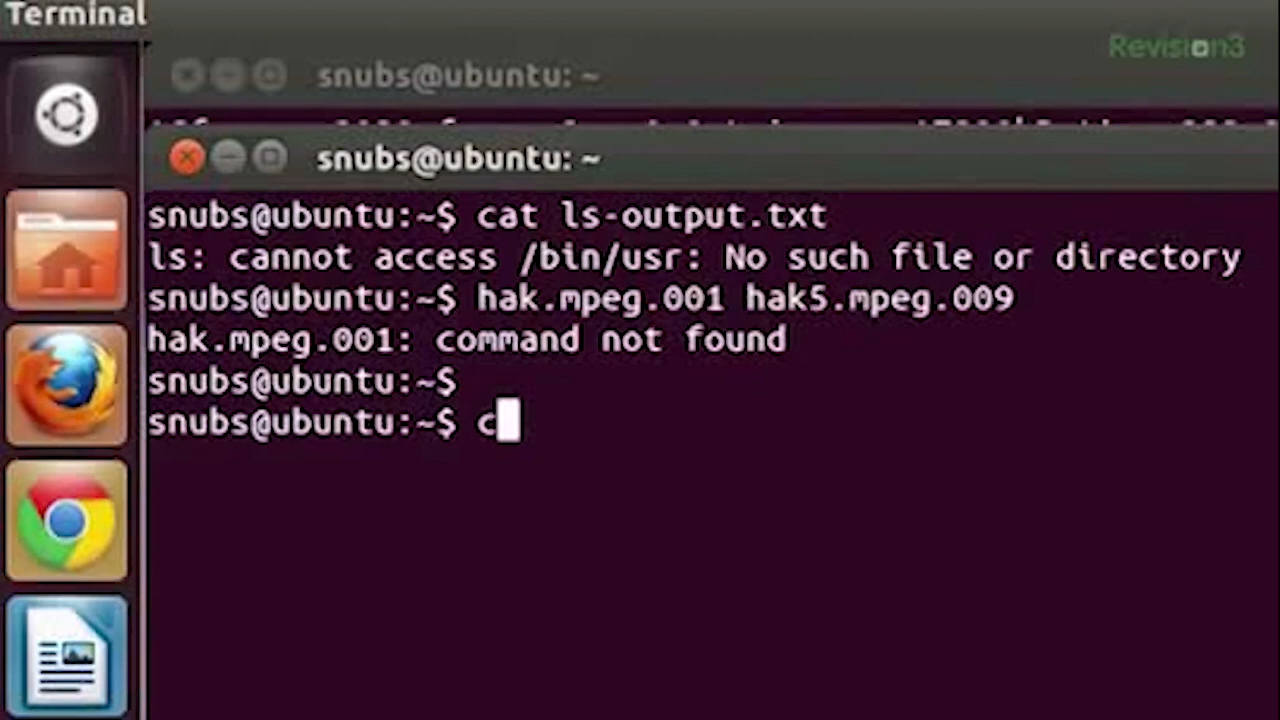 Terminal
Revision3
snubs@ubuntu: ~
snubs@ubuntu: ~
snubs@ubuntu:~$ cat ls-output.txt
ls: cannot access /bin/usr: No such file or directory
snubs@ubuntu:~$ hak.mpeg.001 hak5.mpeg.009
hak.mpeg.001: command not found
snubs@ubuntu:~$
snubs@ubuntu:~$ c